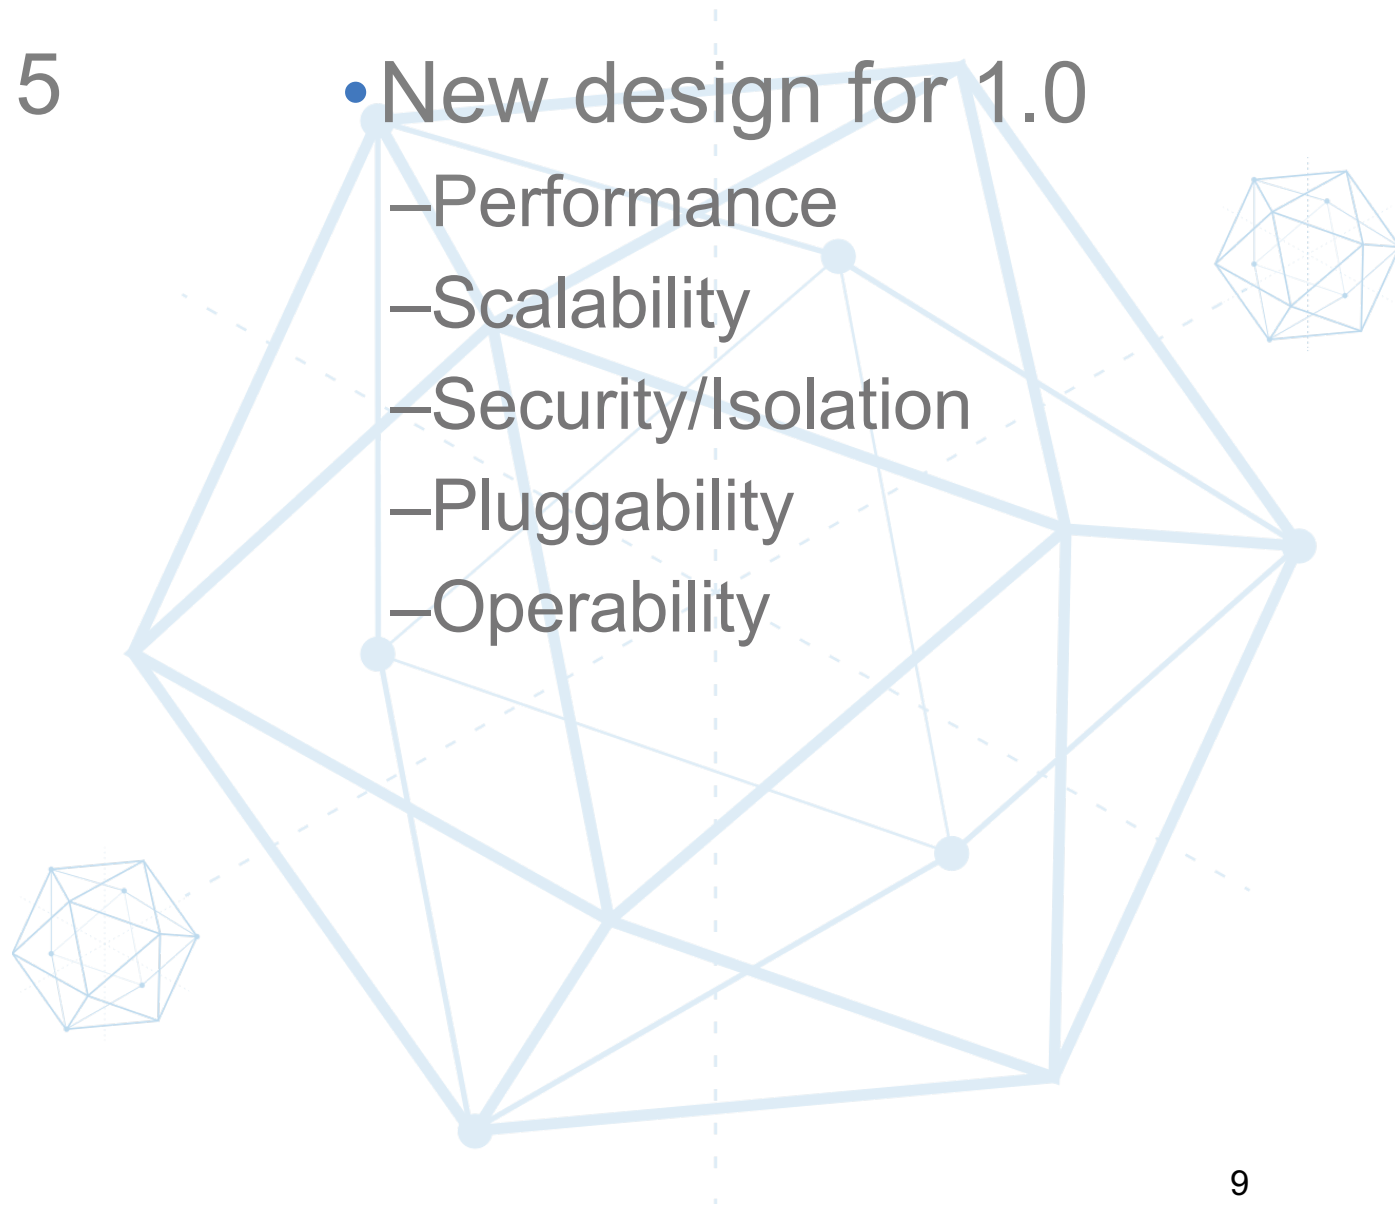 5
•New design for 1.0
–Performance
–Scalability
–Security/Isolation
–Pluggability
–Operability
9